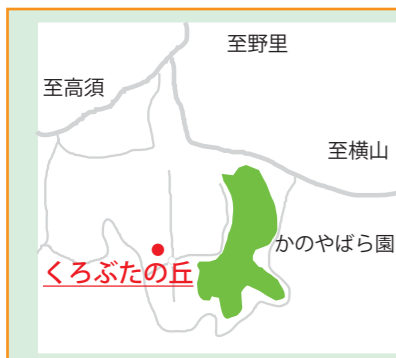 至野里
至高須
至横山
かのやばら園
くろぶたの丘